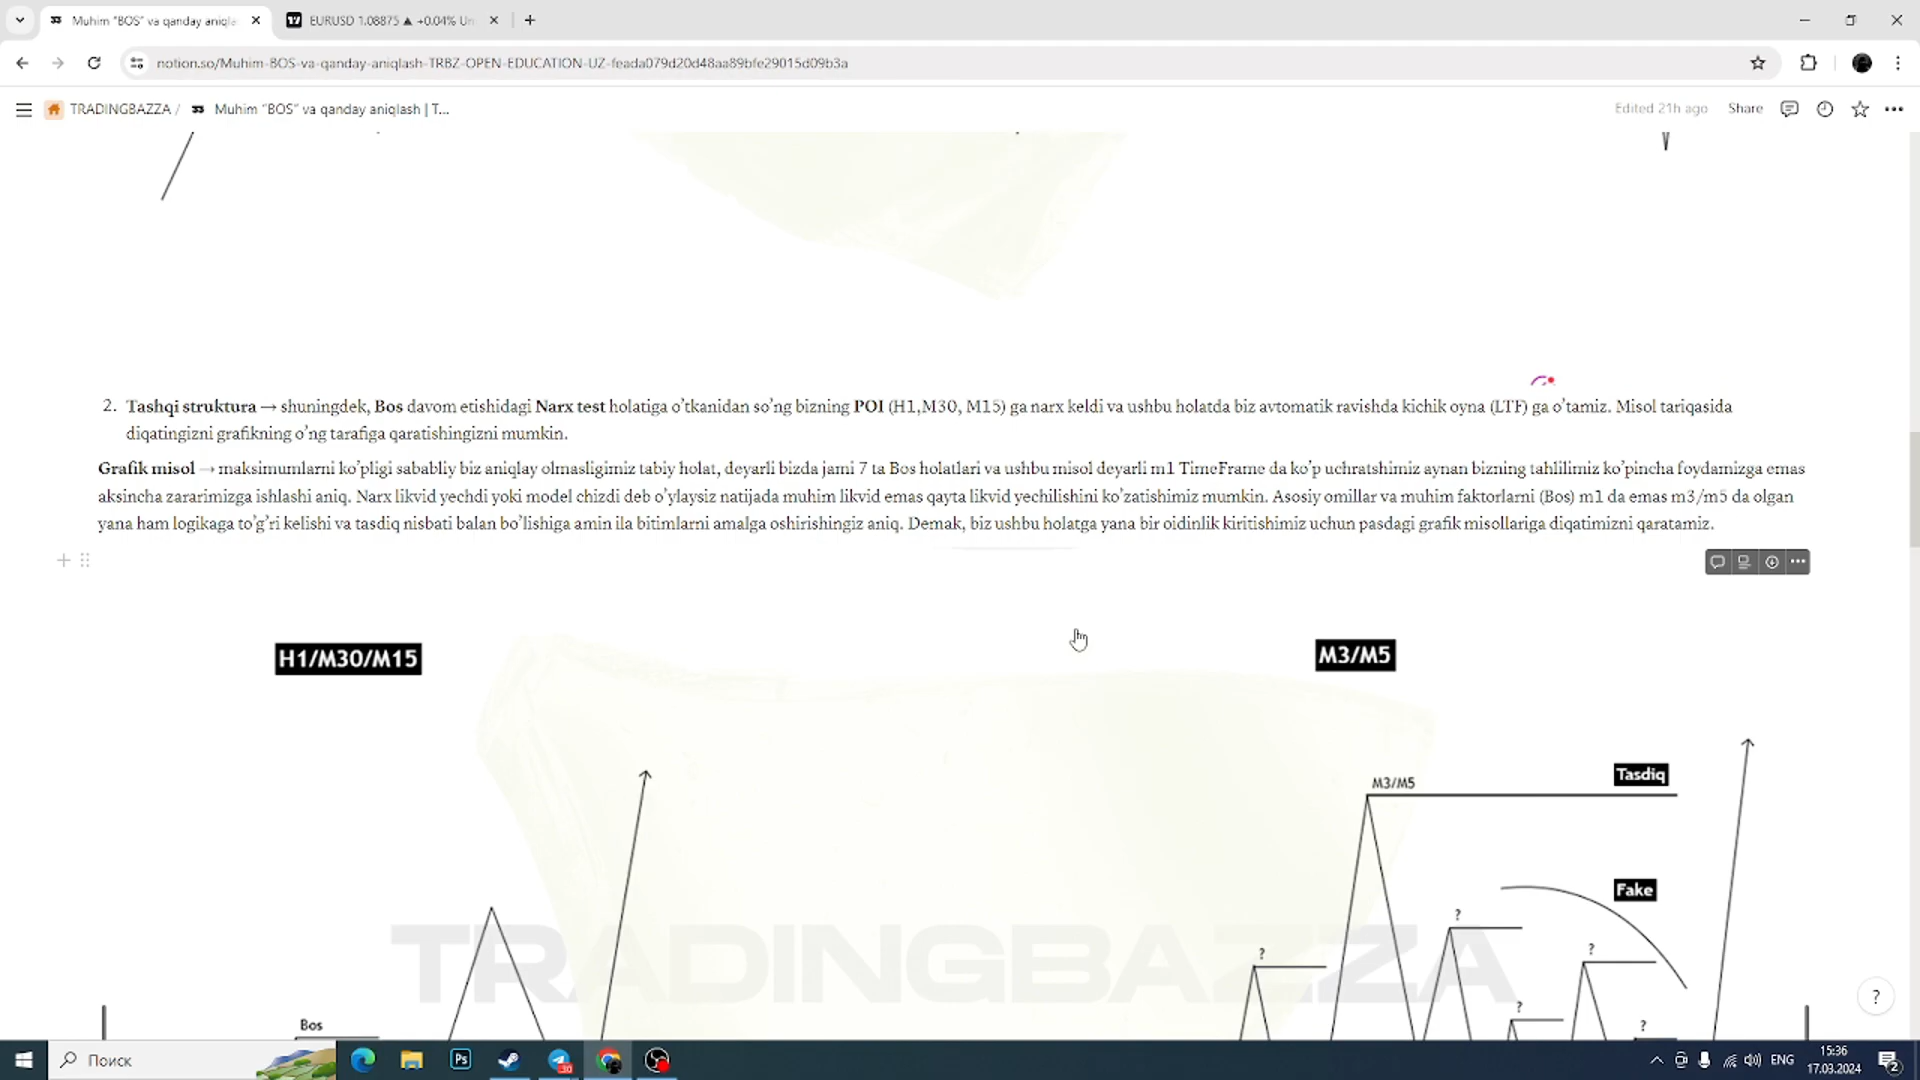 Muhim “BOS” va qanday aniqla
EURUSD 1.08875 ▲ +0.04% Un
notion.so/Muhim-BOS-va-qanday-aniqlash-TRBZ-OPEN-EDUCATION-UZ-feada079d20d48aa89bfe29015d09b3a
TRADINGBAZZA / Muhim “BOS” va qanday aniqlash | T...
Edited 21h ago Share
2. Tashqi struktura → shuningdek, Bos davom etishidagi Narx test holatiga o’tkanidan so’ng bizning POI (H1,M30, M15) ga narx keldi va ushbu holatda biz avtomatik ravishda kichik oyna (LTF) ga o’tamiz. Misol tariqasida
diqatingizni grafikning o’ng tarafiga qaratishingizni mumkin.
Grafik misol → maksimumlarni ko’pligi sababliy biz aniqlay olmasligimiz tabiy holat, deyarli bizda jami 7 ta Bos holatlari va ushbu misol deyarli m1 TimeFrame da ko’p uchratshimiz aynan bizning tahlilimiz ko’pincha foydamizga emas
aksincha zararimizga ishlashi aniq. Narx likvid yechdi yoki model chizdi deb o’ylaysiz natijada muhim likvid emas qayta likvid yechilishini ko’zatishimiz mumkin. Asosiy omillar va muhim faktorlarni (Bos) m1 da emas m3/m5 da olgan
yana ham logikaga to’g’ri kelishi va tasdiq nisbati balan bo’lishiga amin ila bitimlarni amalga oshirishingiz aniq. Demak, biz ushbu holatga yana bir oidinlik kiritishimiz uchun pasdagi grafik misollariga diqatimizni qaratamiz.
H1/M30/M15
M3/M5
Tasdiq
M3/M5
Fake
?
?
?
TRADINGBAZZA
?
?
Bos
?
Поиск
Ps
30
ENG
15:36
17.03.2024
2